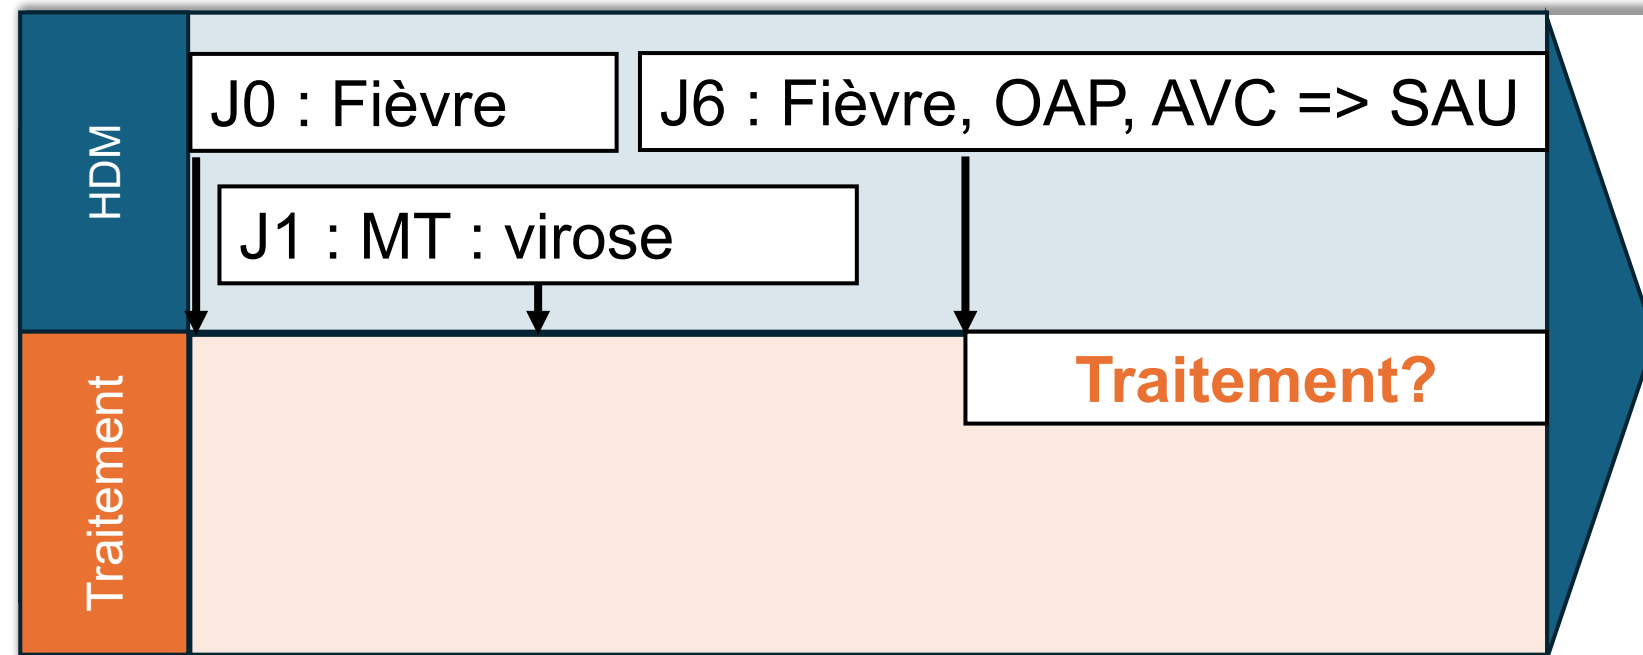 HDM
J0 : Fièvre
J6 : Fièvre, OAP, AVC => SAU
J1 : MT : virose
Traitement
Traitement?